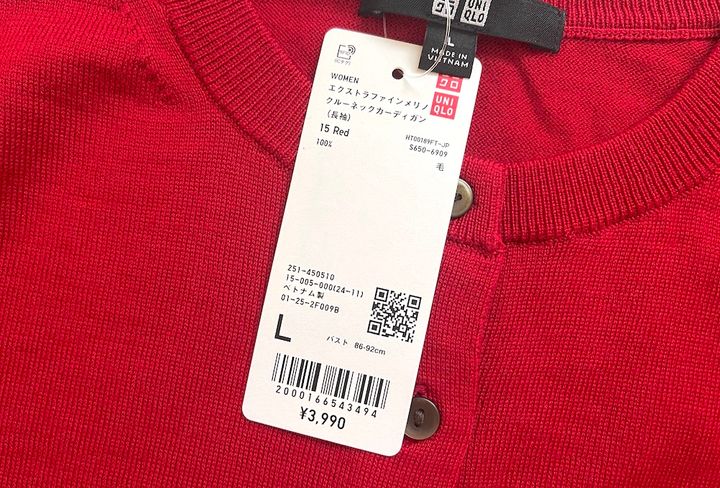 クロ
UNI
QLO
L
MADE IN
VIETNAM
WOMEN
エクストラファインメリノ
クルーネックカーディガン
(長袖)
15 Red
100%
クロ
UNI
QLO
HT00189FT-JP
S650-6909
毛
251-450510
15-005-000(24-11)
ベトナム製
01-25-2F009B
L
バスト 86-92cm
2000166543494
¥3,990